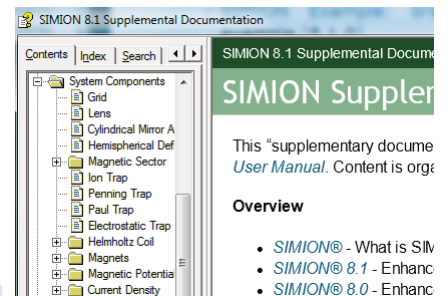 SIMION 8.1 Supplemental Documentation
Contents Index Search
System Components
Grid
Lens
Cylindrical Mirror A
Hemispherical Def
Magnetic Sector
Ion Trap
Penning Trap
Paul Trap
Electrostatic Trap
Helmholtz Coil
Magnets
Magnetic Potentia
Current Density
SIMION 8.1 Supplemental Docume
SIMION Supplem
This "supplementary docume
User Manual. Content is orga
Overview
• SIMION® - What is SIM
• SIMION® 8.1 - Enhanc
• SIMION® 8.0 - Enhanc